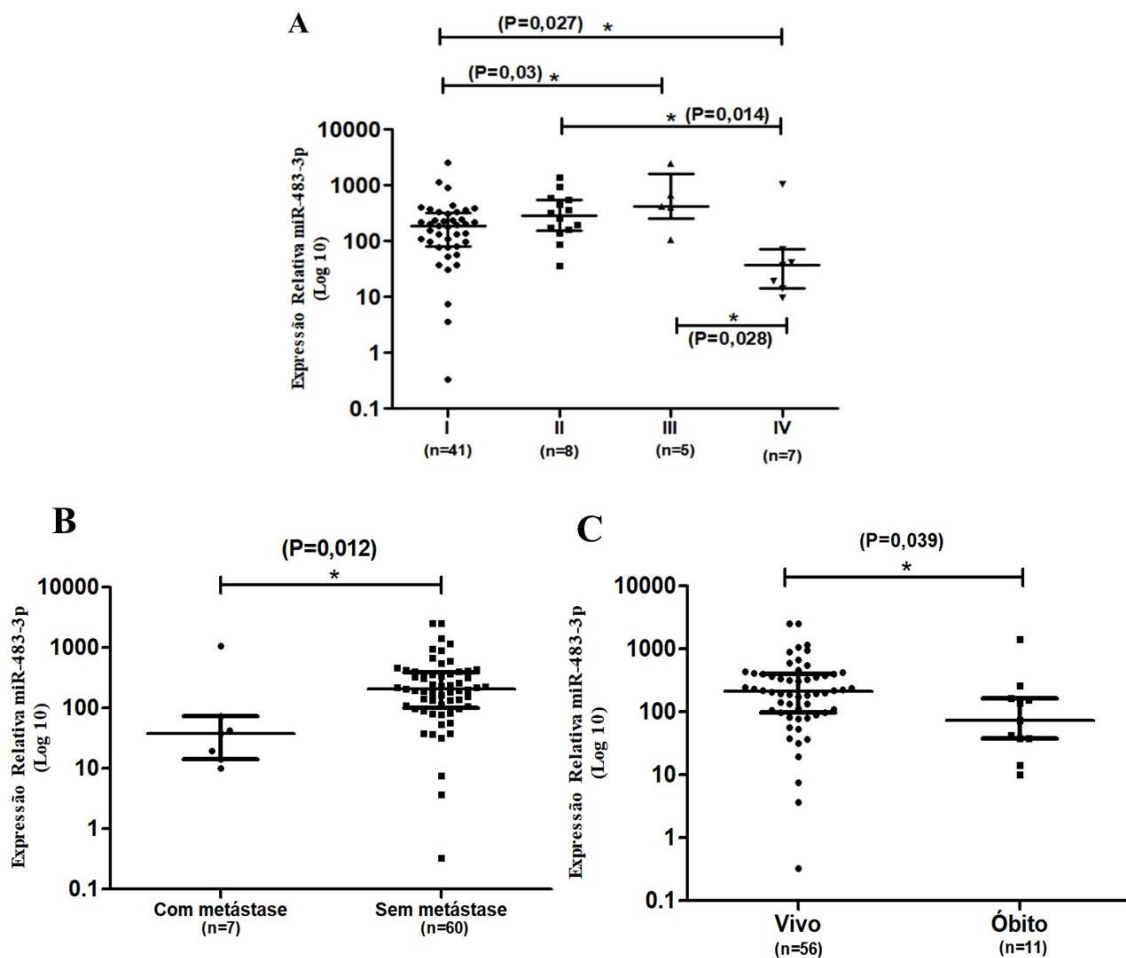 A
(P=0,027)
*
(P=0,03)
*
* (P=0,014)
Expressão Relativa miR-483-3p
(Log 10)
10000
1000
100
10
1
0.1
*
(P=0,028)
I II III IV
(n=41) (n=8) (n=5) (n=7)
B
(P=0,012)
*
Expressão Relativa miR-483-3p
(Log 10)
10000
1000
100
10
1
0.1
Com metástase Sem metástase
(n=7) (n=60)
C
(P=0,039)
*
Expressão Relativa miR-483-3p
(Log 10)
10000
1000
100
10
1
0.1
Vivo Óbito
(n=56) (n=11)